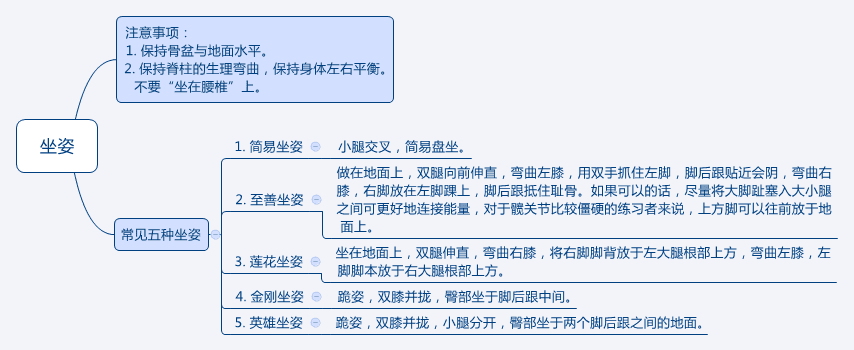 坐姿
注意事项：
1. 保持骨盆与地面水平。
2. 保持脊柱的生理弯曲，保持身体左右平衡。
不要“坐在腰椎”上。
常见五种坐姿
1. 简易坐姿
小腿交叉，简易盘坐。
2. 至善坐姿
做在地面上，双腿向前伸直，弯曲左膝，用双手抓住左脚，脚后跟贴近会阴，弯曲右
膝，右脚放在左脚踝上，脚后跟抵住耻骨。如果可以的话，尽量将大脚趾塞入大小腿
之间可更好地连接能量，对于髋关节比较僵硬的练习者来说，上方脚可以往前放于地
面上。
3. 莲花坐姿
坐在地面上，双腿伸直，弯曲右膝，将右脚脚背放于左大腿根部上方，弯曲左膝，左
脚脚本放于右大腿根部上方。
4. 金刚坐姿
跪姿，双膝并拢，臀部坐于脚后跟中间。
5. 英雄坐姿
跪姿，双膝并拢，小腿分开，臀部坐于两个脚后跟之间的地面。